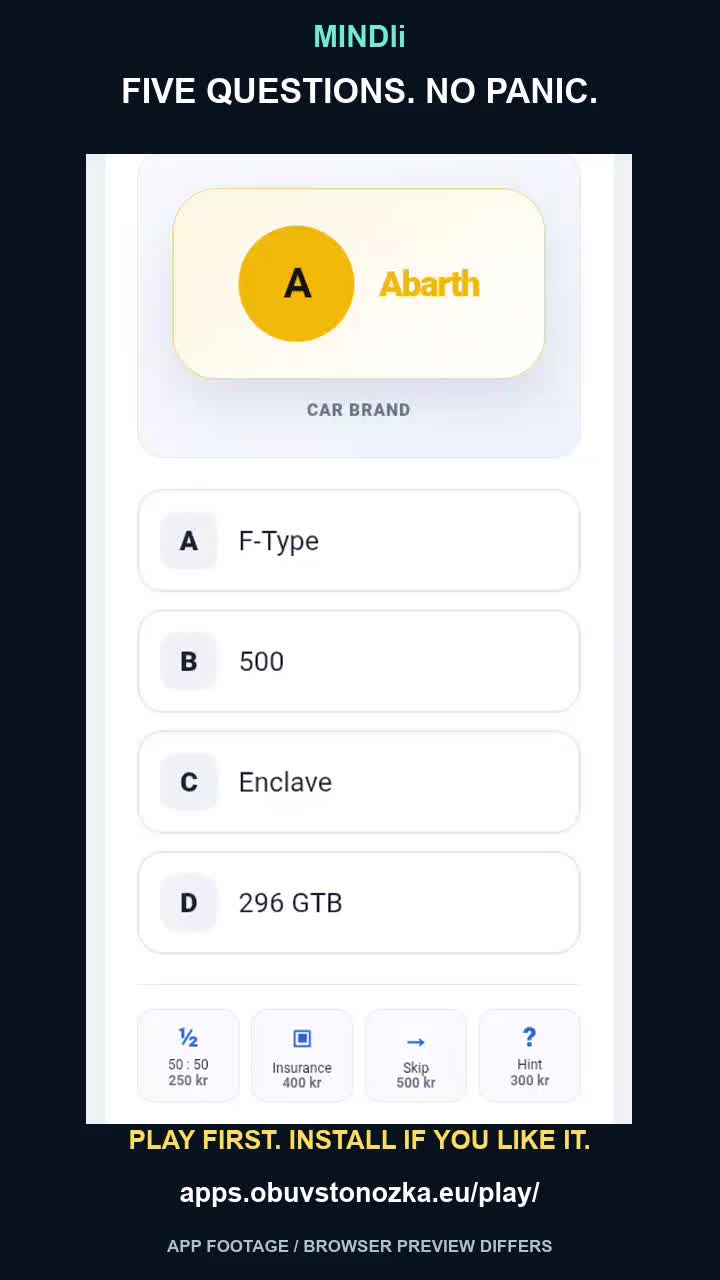 MINDIi
FIVE QUESTIONS. NO PANIC.
A
Abarth
CAR BRAND
A F-Type
B 500
C Enclave
D 296 GTB
½
50 : 50
250 kr
Insurance
400 kr
→
Skip
500 kr
?
Hint
300 kr
PLAY FIRST. INSTALL IF YOU LIKE IT.
apps.obuvstonozka.eu/play/
APP FOOTAGE / BROWSER PREVIEW DIFFERS